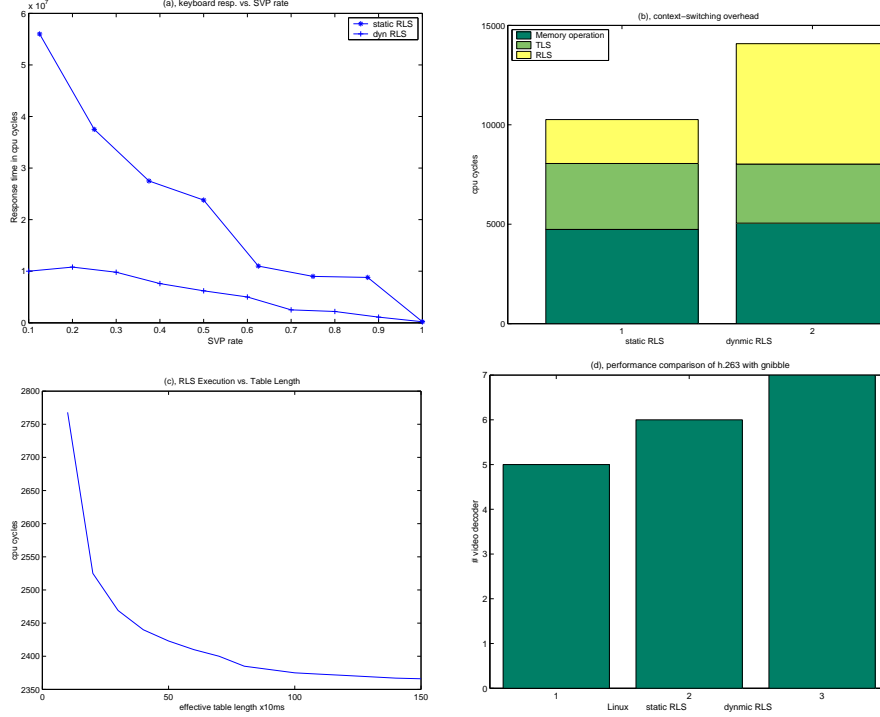 (a), keyboard resp. vs. SVP rate
x 10⁷
6
5
4
3
2
1
0
0.1 0.2 0.3 0.4 0.5 0.6 0.7 0.8 0.9 1
SVP rate
Response time in cpu cycles
static RLS
dyn RLS
(b), context-switching overhead
15000
10000
5000
0
cpu cycles
Memory operation
TLS
RLS
1 2
static RLS dynmic RLS
(c), RLS Execution vs. Table Length
2800
2750
2700
2650
2600
2550
2500
2450
2400
2350
cpu cycles
0 50 100 150
effective table length x10ms
(d), performance comparison of h.263 with gnibble
7
6
5
4
3
2
1
0
# video decoder
1 2 3
Linux static RLS dynmic RLS